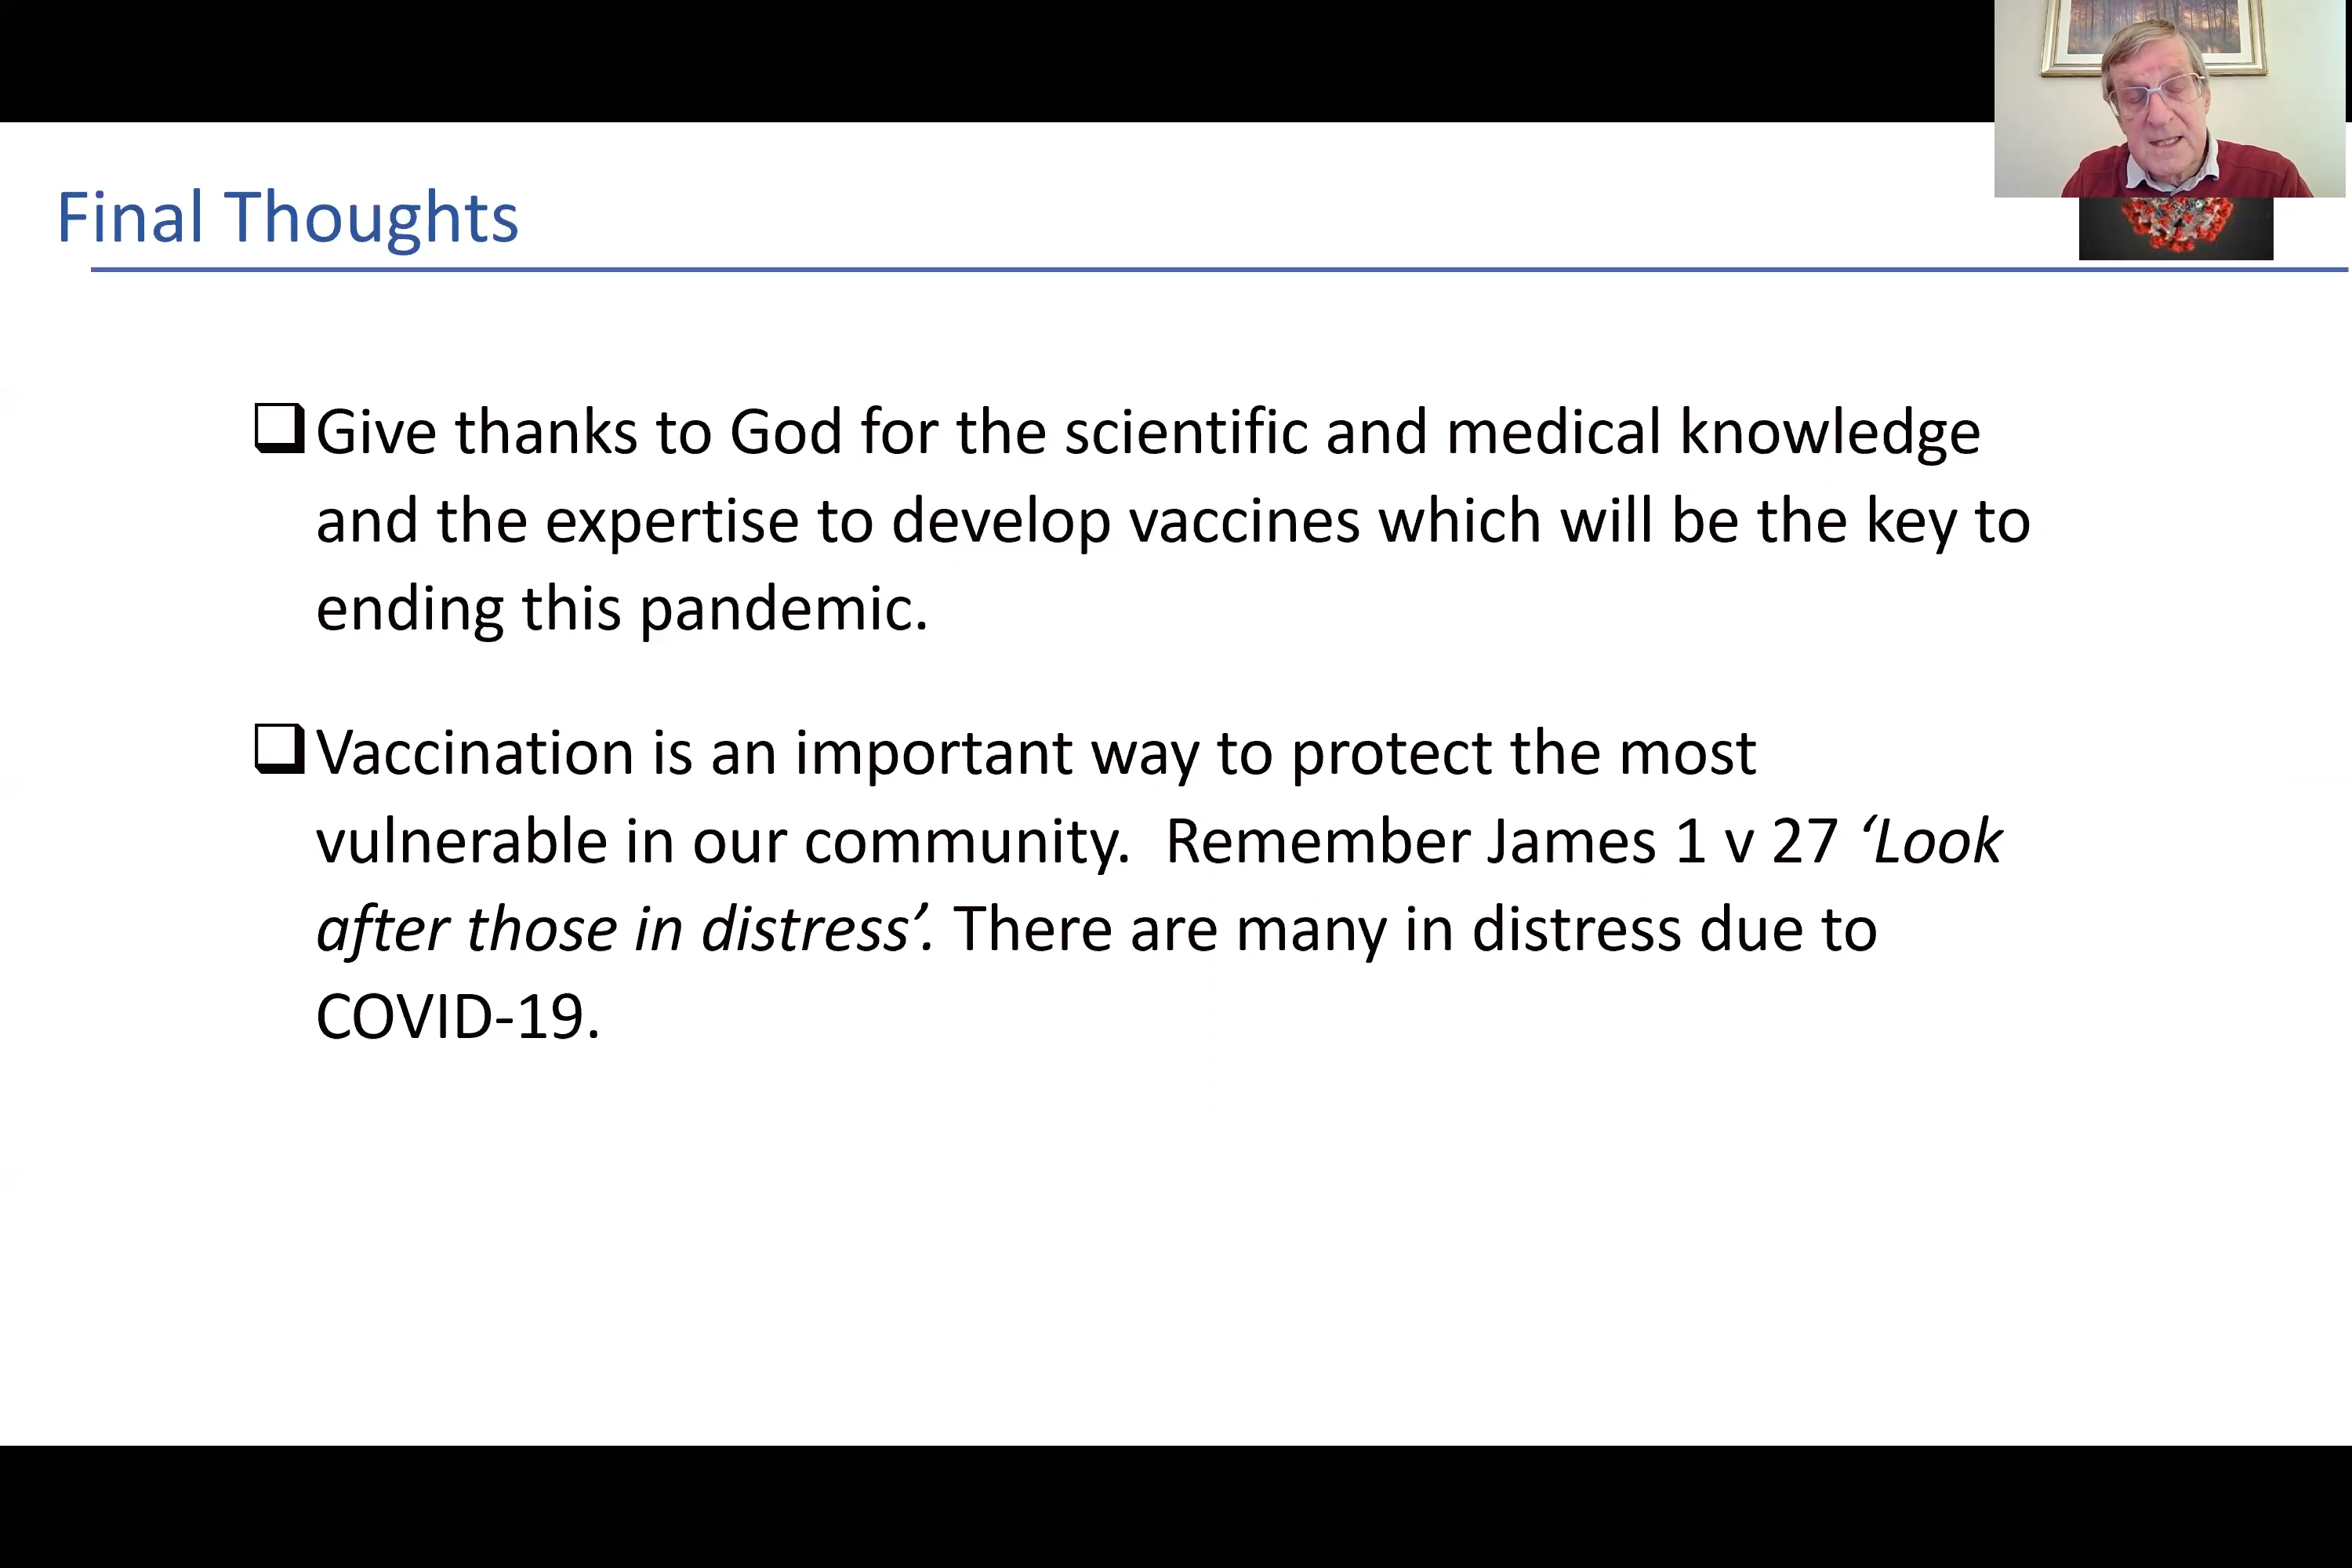 Final Thoughts
Give thanks to God for the scientific and medical knowledge
and the expertise to develop vaccines which will be the key to
ending this pandemic.
Vaccination is an important way to protect the most
vulnerable in our community.  Remember James 1 v 27 ‘Look
after those in distress’. There are many in distress due to
COVID-19.